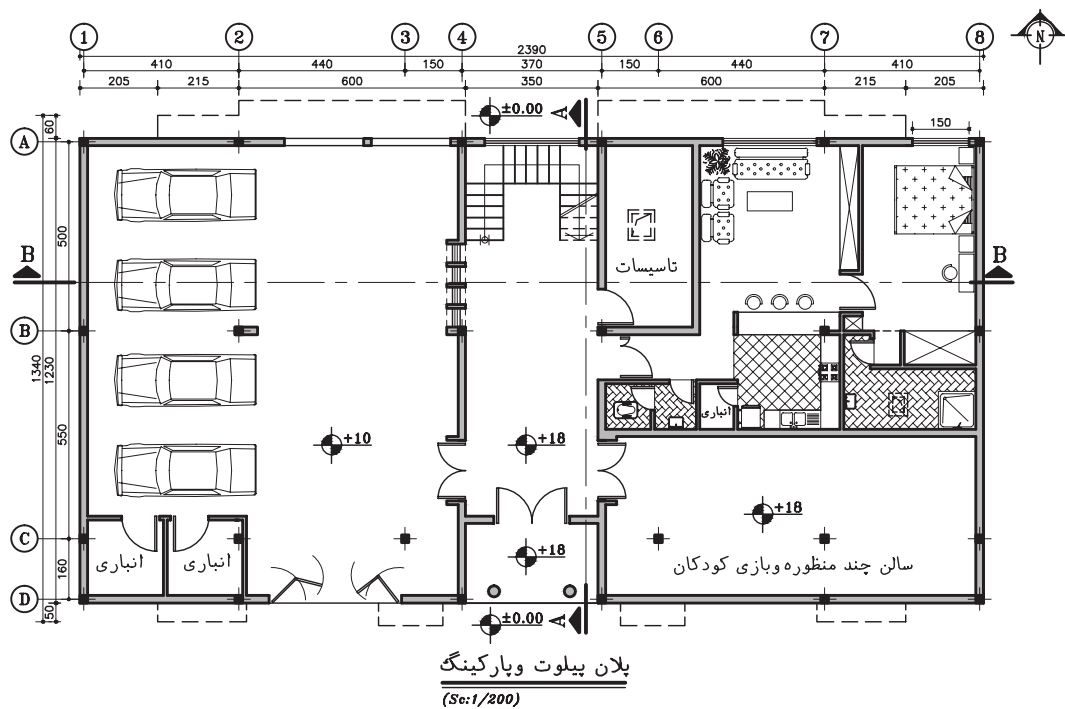 1 2 3 4 5 6 7 8
N
2390
410 440 150 370 150 440 410
205 215 600 350 600 215 205
±0.00 A
60
A
150
500
B B
تاسیسات
B
1340
1230
انباری
550
+10 +18
+18
C
+18
انباری انباری
سالن چند منظوره وبازی کودکان
160
D
50
±0.00 A
پلان پیلوت وپارکینگ
(Sc:1/200)